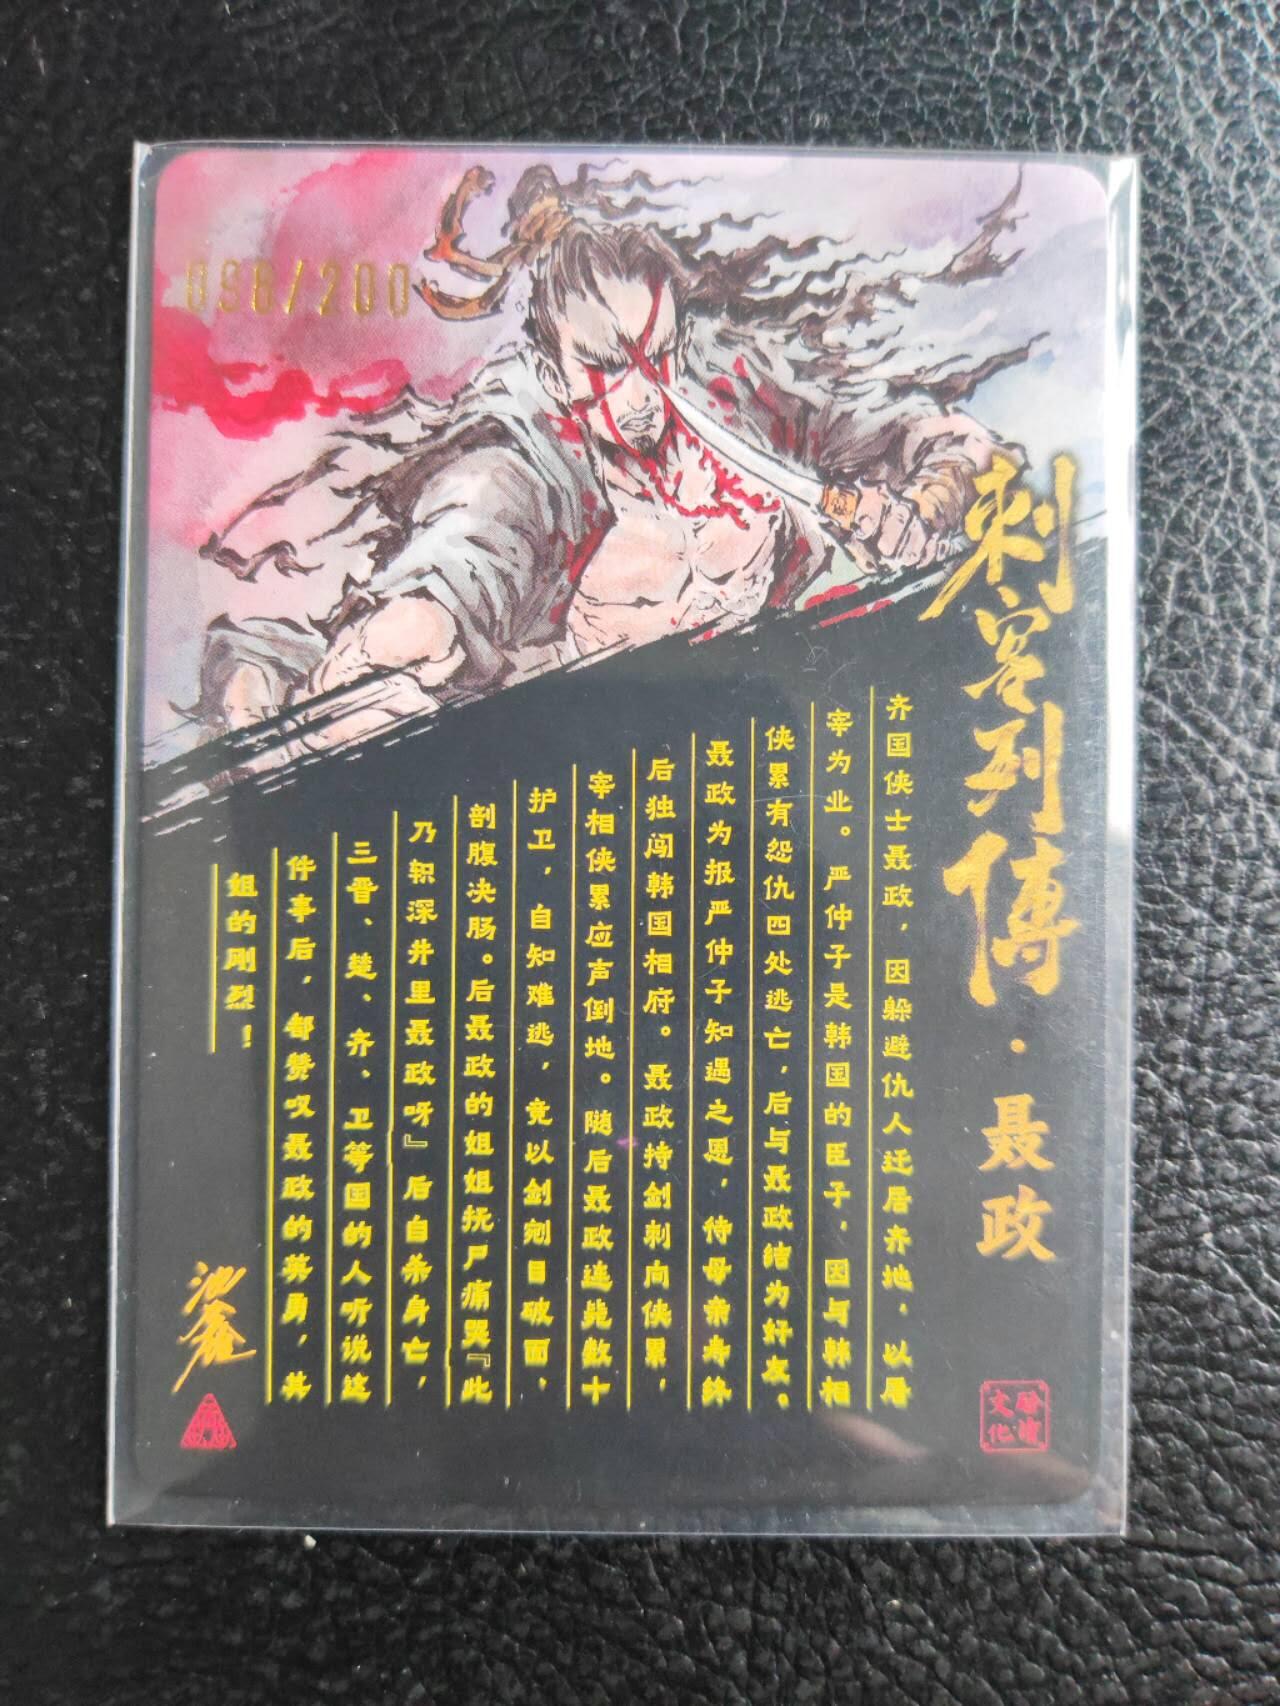 /200
刺客列傳·聂政
齐国侠士聂政，因躲避仇人迁居齐地，以屠
宰为业。严仲子是韩国的臣子，因与韩相
侠累有怨仇四处逃亡，后与聂政结为好友。
聂政为报严仲子知遇之恩，待母亲寿终
后独闯韩国相府。聂政持剑刺向侠累，
宰相侠累应声倒地。随后聂政连毙数十
护卫，自知难逃，竟以剑剜目破面，
剖腹决肠。后聂政的姐姐抚尸痛哭『此
乃轵深井里聂政呀』后自杀身亡，
三晋、楚、齐、卫等国的人听说这
件事后，都赞叹聂政的英勇，其
姐的刚烈！
文化